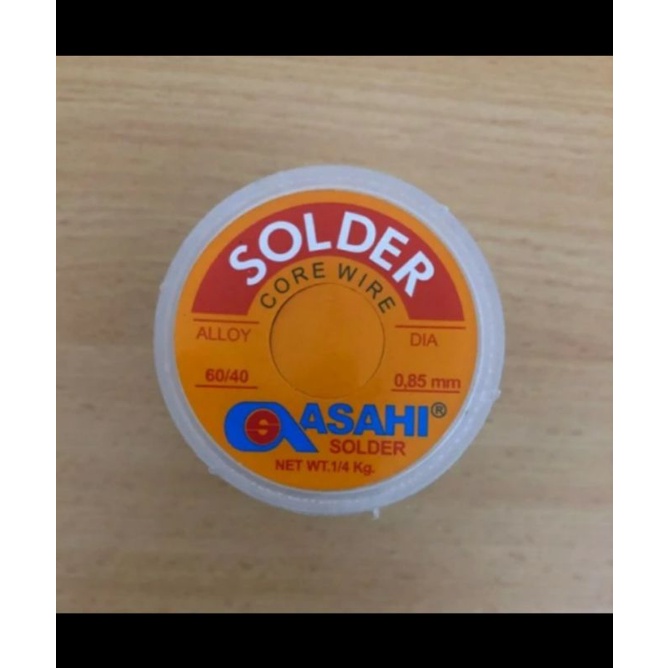 SOLDER
CORE WIRE
ALLOY
DIA
60/40
0,85 mm
ASAHI®
SOLDER
NET WT.1/4 Kg.